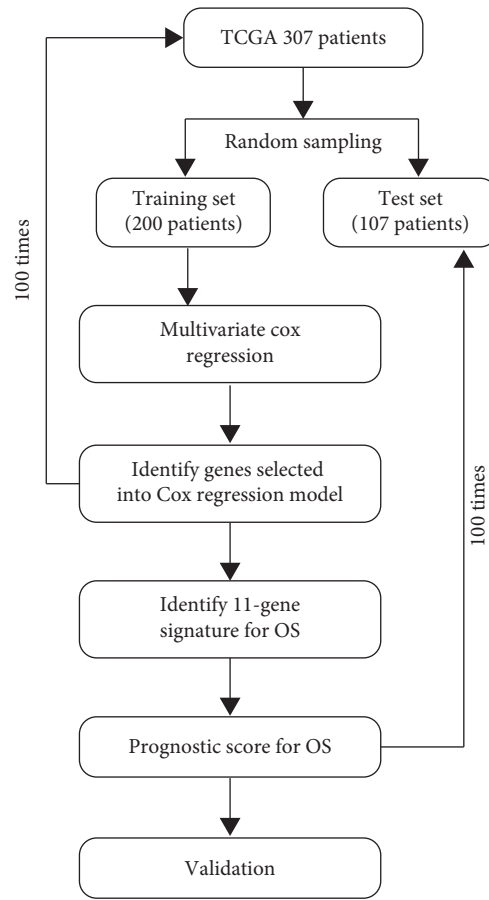 TCGA 307 patients
Random sampling
Training set
(200 patients)
Test set
(107 patients)
100 times
Multivariate cox
regression
Identify genes selected
into Cox regression model
100 times
Identify 11-gene
signature for OS
Prognostic score for OS
Validation